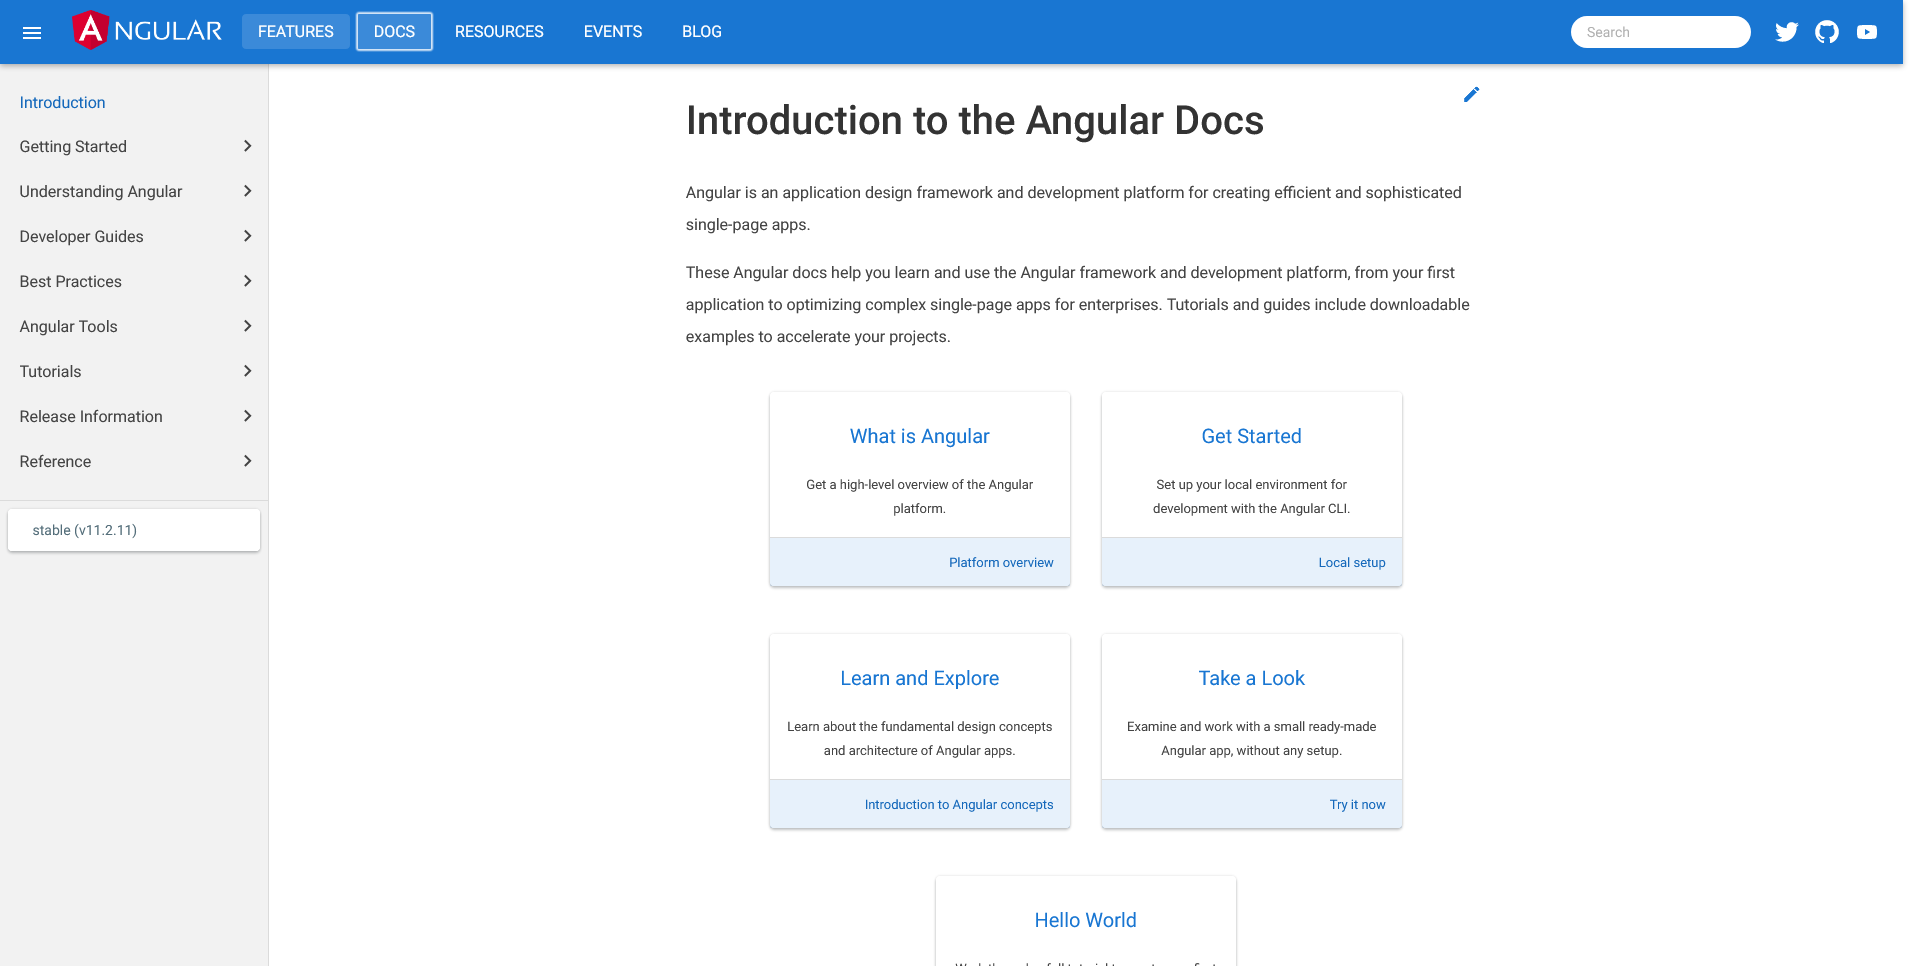 ANGULAR
FEATURES
DOCS
RESOURCES
EVENTS
BLOG
Search
Introduction
Getting Started
Understanding Angular
Developer Guides
Best Practices
Angular Tools
Tutorials
Release Information
Reference
stable (v11.2.11)
Introduction to the Angular Docs
Angular is an application design framework and development platform for creating efficient and sophisticated
single-page apps.
These Angular docs help you learn and use the Angular framework and development platform, from your first
application to optimizing complex single-page apps for enterprises. Tutorials and guides include downloadable
examples to accelerate your projects.
What is Angular
Get a high-level overview of the Angular
platform.
Platform overview
Get Started
Set up your local environment for
development with the Angular CLI.
Local setup
Learn and Explore
Learn about the fundamental design concepts
and architecture of Angular apps.
Introduction to Angular concepts
Take a Look
Examine and work with a small ready-made
Angular app, without any setup.
Try it now
Hello World